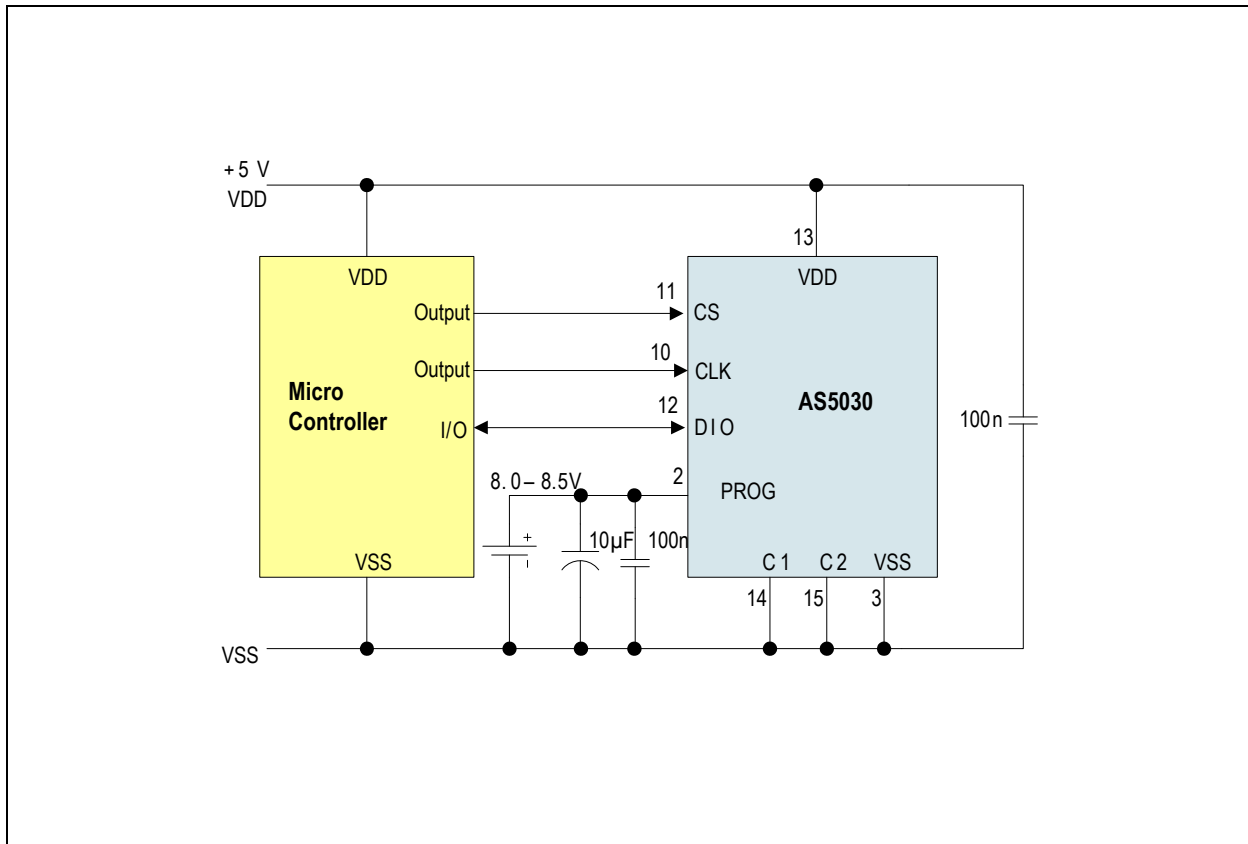 +5 V
VDD
13
VDD
VDD
Output
11
CS
Output
10
CLK
Micro
Controller
AS5030
I/O
12
DIO
100n
8.0–8.5V
2
PROG
+
10µF
100n
-
VSS
C1
C2
VSS
14
15
3
VSS